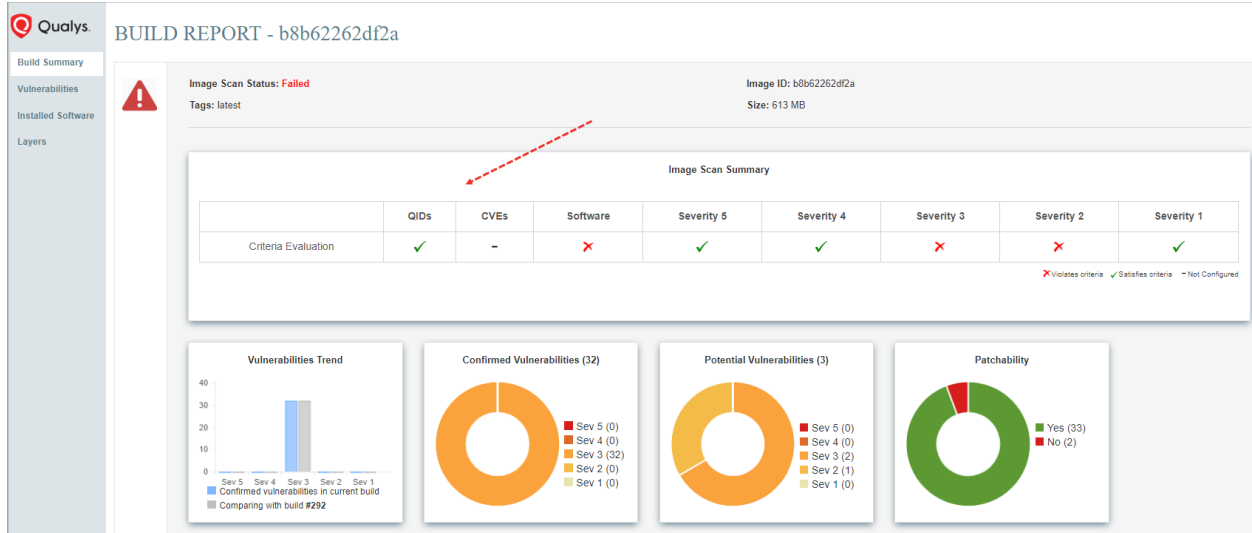 Qualys.
BUILD REPORT - b8b62262df2a
Build Summary
Vulnerabilities
Installed Software
Layers
Image Scan Status: Failed
Image ID: b8b62262df2a
Tags: latest
Size: 613 MB
Image Scan Summary
QIDs CVEs Software Severity 5 Severity 4 Severity 3 Severity 2 Severity 1
Criteria Evaluation ✓ - ✗ ✓ ✓ ✗ ✗ ✓
✗Violates criteria ✓Satisfies criteria -Not Configured
Vulnerabilities Trend
40
30
20
10
0
Sev 5 Sev 4 Sev 3 Sev 2 Sev 1
Confirmed vulnerabilities in current build
Comparing with build #292
Confirmed Vulnerabilities (32)
Sev 5 (0)
Sev 4 (0)
Sev 3 (32)
Sev 2 (0)
Sev 1 (0)
Potential Vulnerabilities (3)
Sev 5 (0)
Sev 4 (0)
Sev 3 (2)
Sev 2 (1)
Sev 1 (0)
Patchability
Yes (33)
No (2)